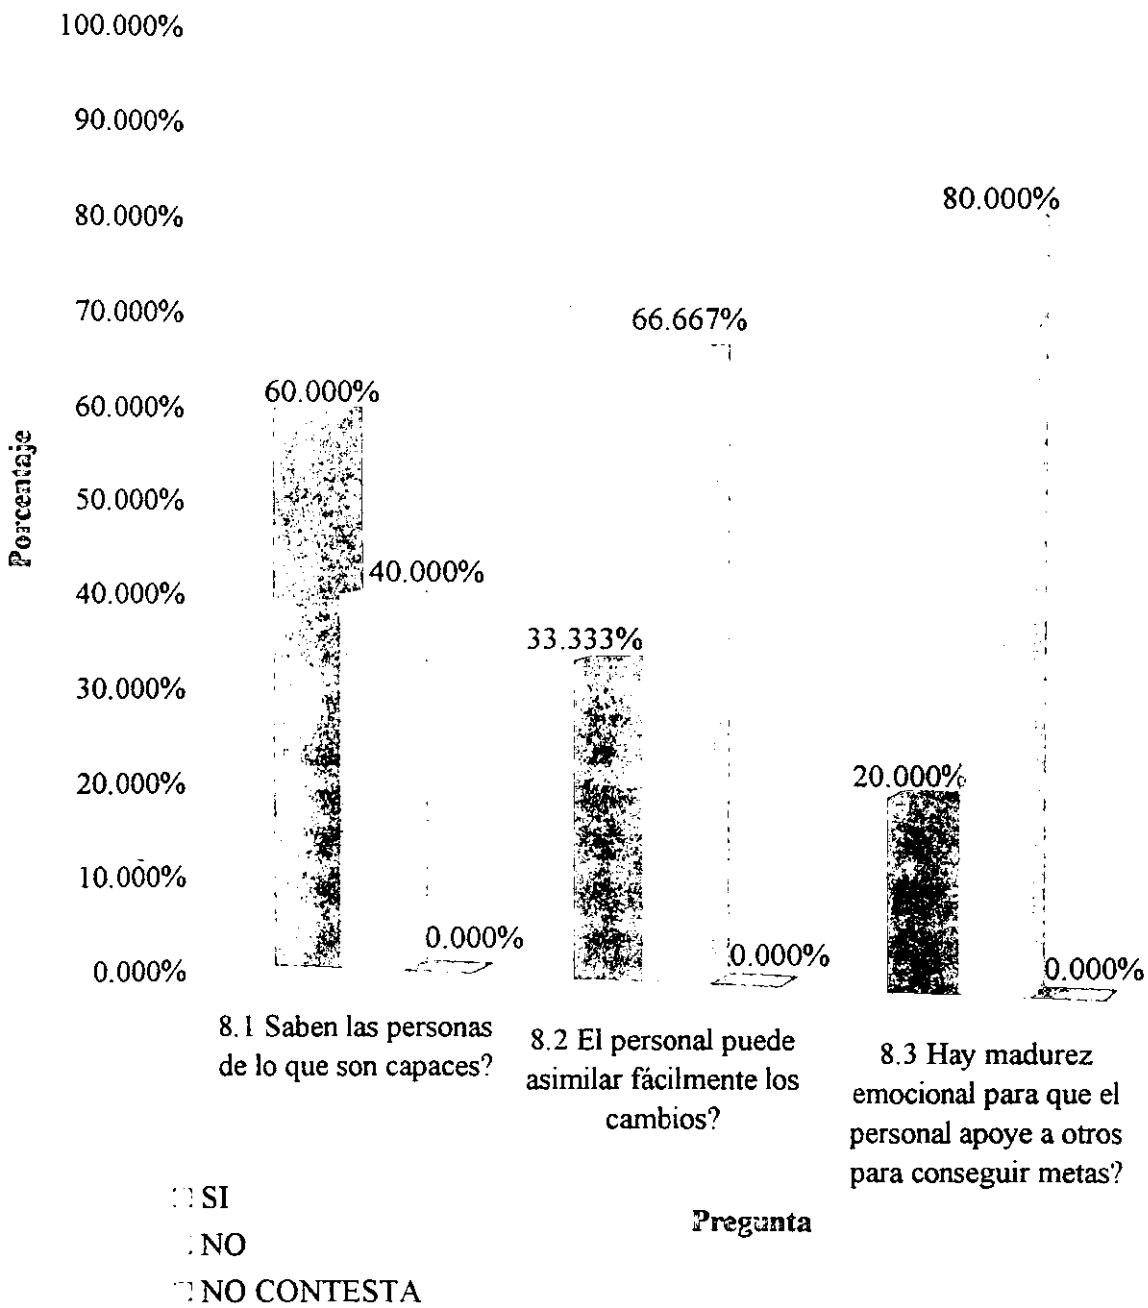 100.000%
90.000%
80.000%
80.000%
70.000%
66.667%
60.000%
60.000%
Porcentaje
50.000%
40.000%
40.000%
33.333%
30.000%
20.000%
20.000%
10.000%
0.000%
0.000%
0.000%
0.000%
8.1 Saben las personas
de lo que son capaces?
8.2 El personal puede
asimilar fácilmente los
cambios?
8.3 Hay madurez
emocional para que el
personal apoye a otros
para conseguir metas?
SI
NO
NO CONTESTA
Pregunta